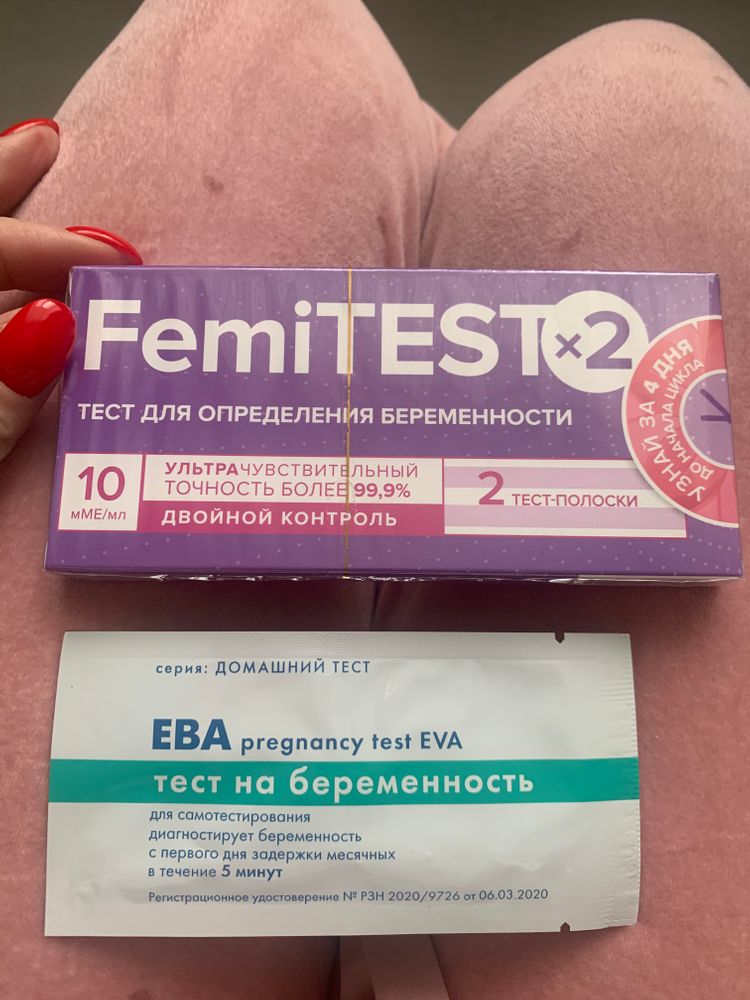 FemiTEST x2
ТЕСТ ДЛЯ ОПРЕДЕЛЕНИЯ БЕРЕМЕННОСТИ
УЗНАЙ ЗА 4 ДНЯ
ДО НАЧАЛА ЦИКЛА
10
мМЕ/мл
УЛЬТРАЧУВСТВИТЕЛЬНЫЙ
ТОЧНОСТЬ БОЛЕЕ 99,9%
ДВОЙНОЙ КОНТРОЛЬ
2 ТЕСТ-ПОЛОСКИ
серия: ДОМАШНИЙ ТЕСТ
ЕВА pregnancy test EVA
тест на беременность
для самотестирования
диагностирует беременность
с первого дня задержки месячных
в течение 5 минут
Регистрационное удостоверение № РЗН 2020/9726 от 06.03.2020